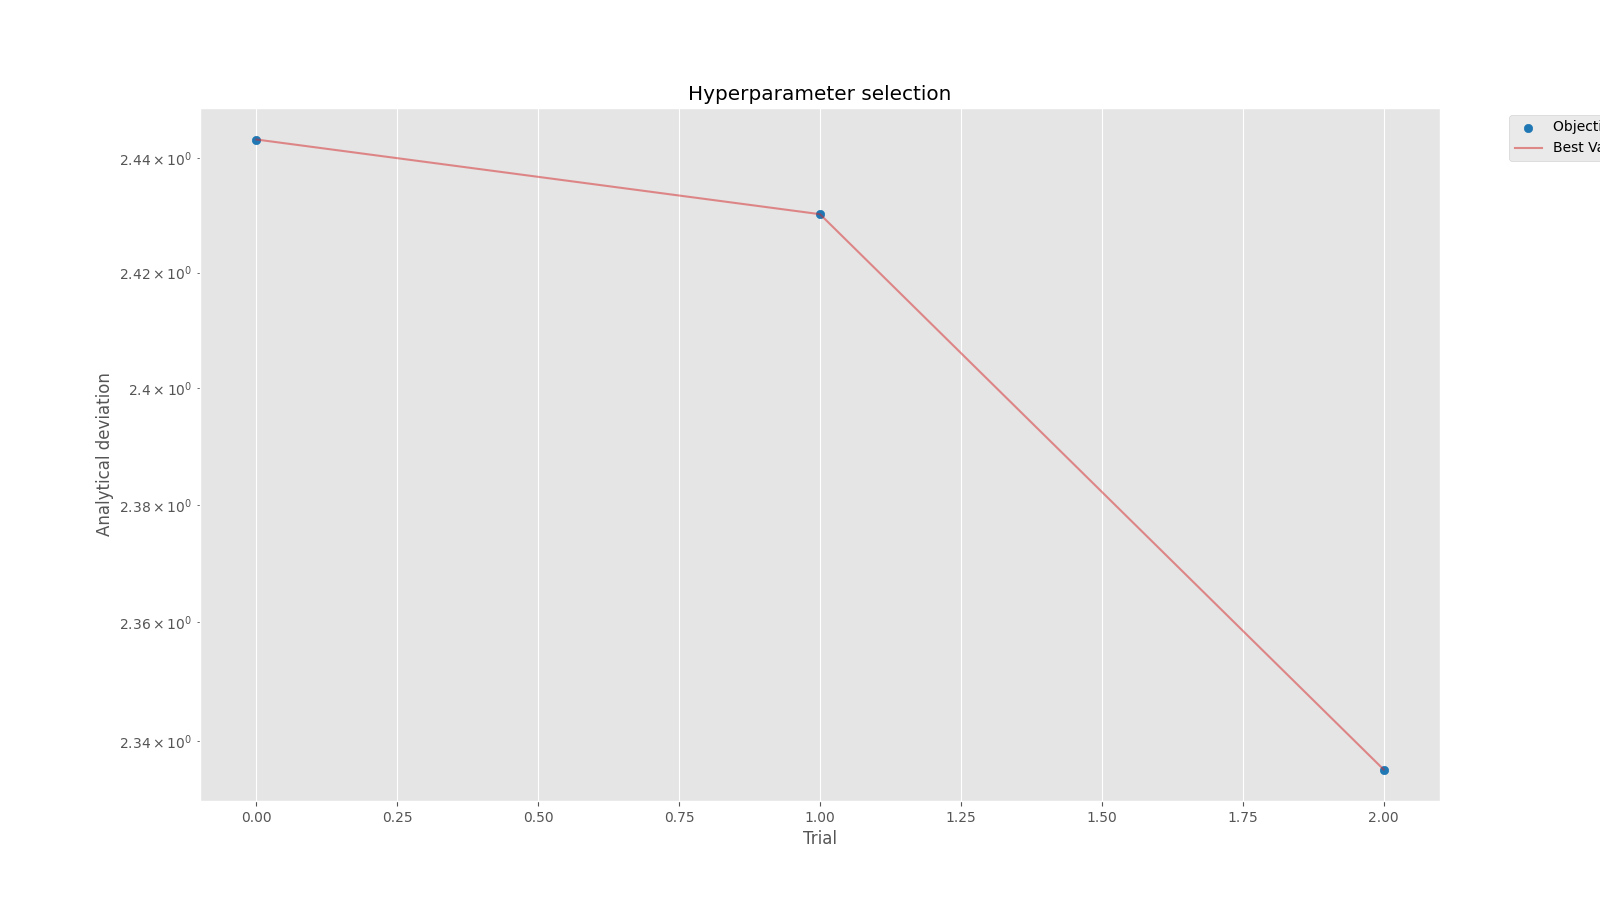 Hyperparameter selection
Objecti
Best Va
2.44 × 10⁰
2.42 × 10⁰
2.4 × 10⁰
2.38 × 10⁰
2.36 × 10⁰
2.34 × 10⁰
Analytical deviation
0.00 0.25 0.50 0.75 1.00 1.25 1.50 1.75 2.00
Trial